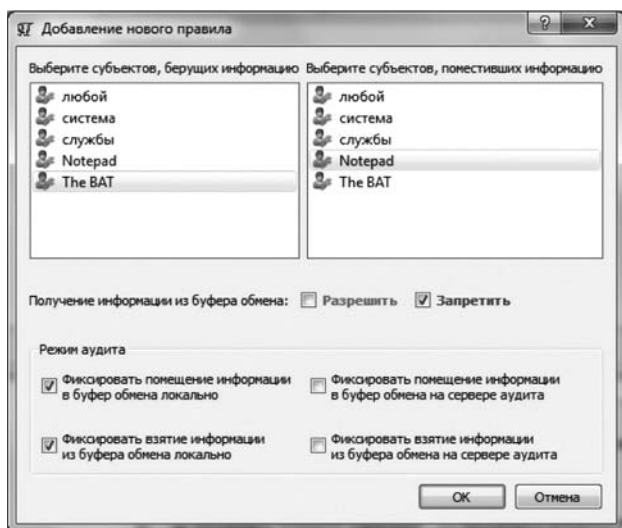 Добавление нового правила
Выберите субъектов, берущих информацию
Выберите субъектов, поместивших информацию
любой
система
службы
Notepad
The BAT
любой
система
службы
Notepad
The BAT
Получение информации из буфера обмена:
Разрешить
Запретить
Режим аудита
Фиксировать помещение информации
в буфер обмена локально
Фиксировать помещение информации
в буфер обмена на сервере аудита
Фиксировать взятие информации
из буфера обмена локально
Фиксировать взятие информации
из буфера обмена на сервере аудита
OK
Отмена